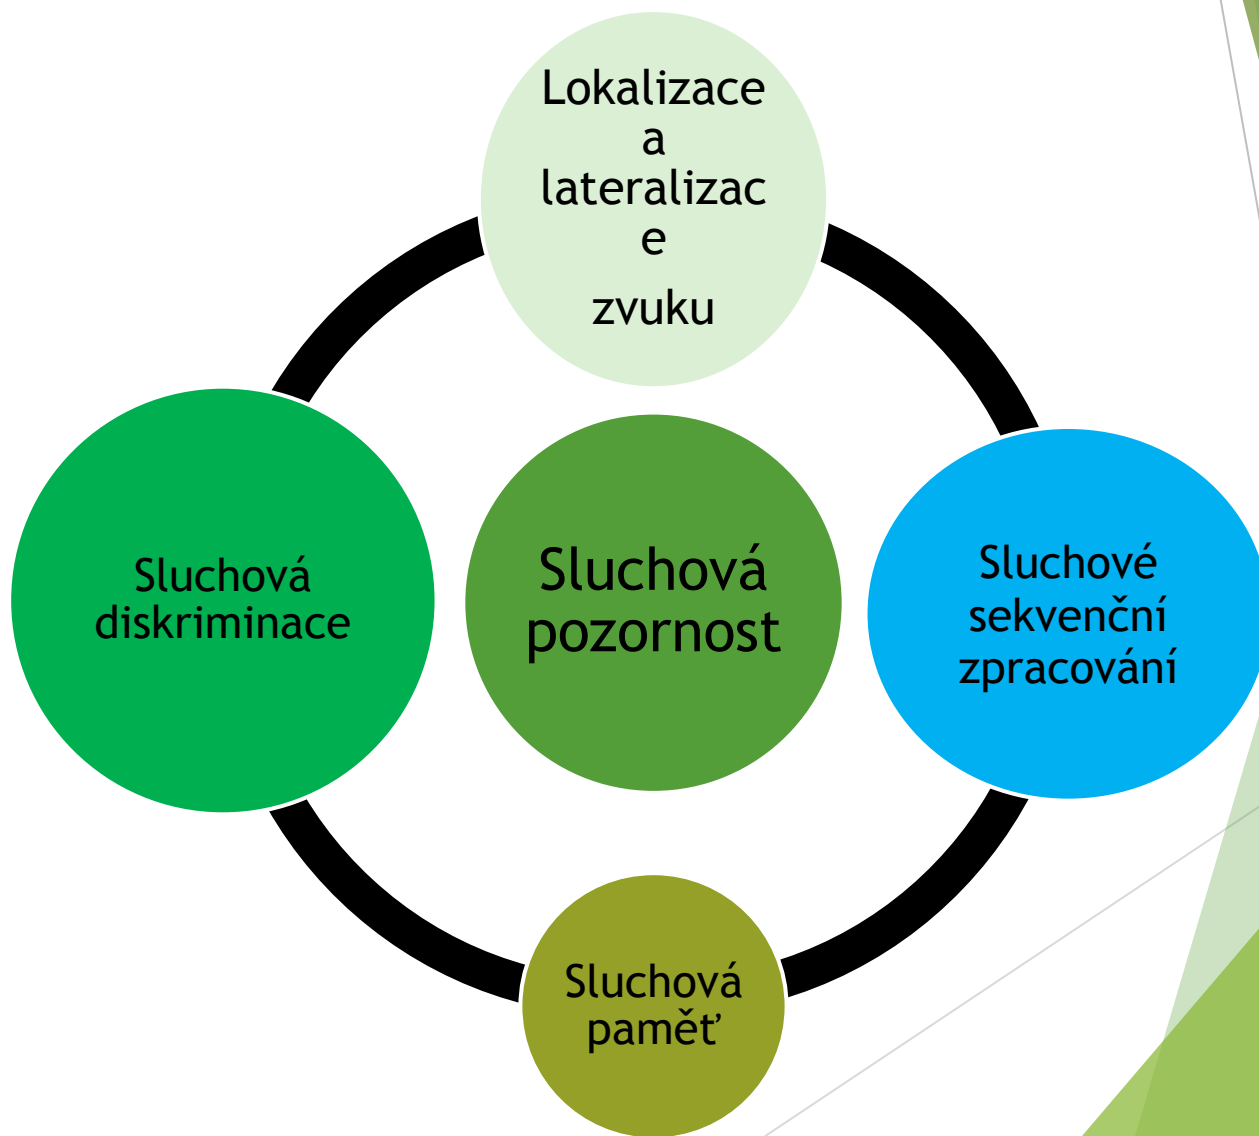 Lokalizace
a
lateralizac
e
zvuku
Sluchová
diskriminace
Sluchová
pozornost
Sluchové
sekvenční
zpracování
Sluchová
paměť